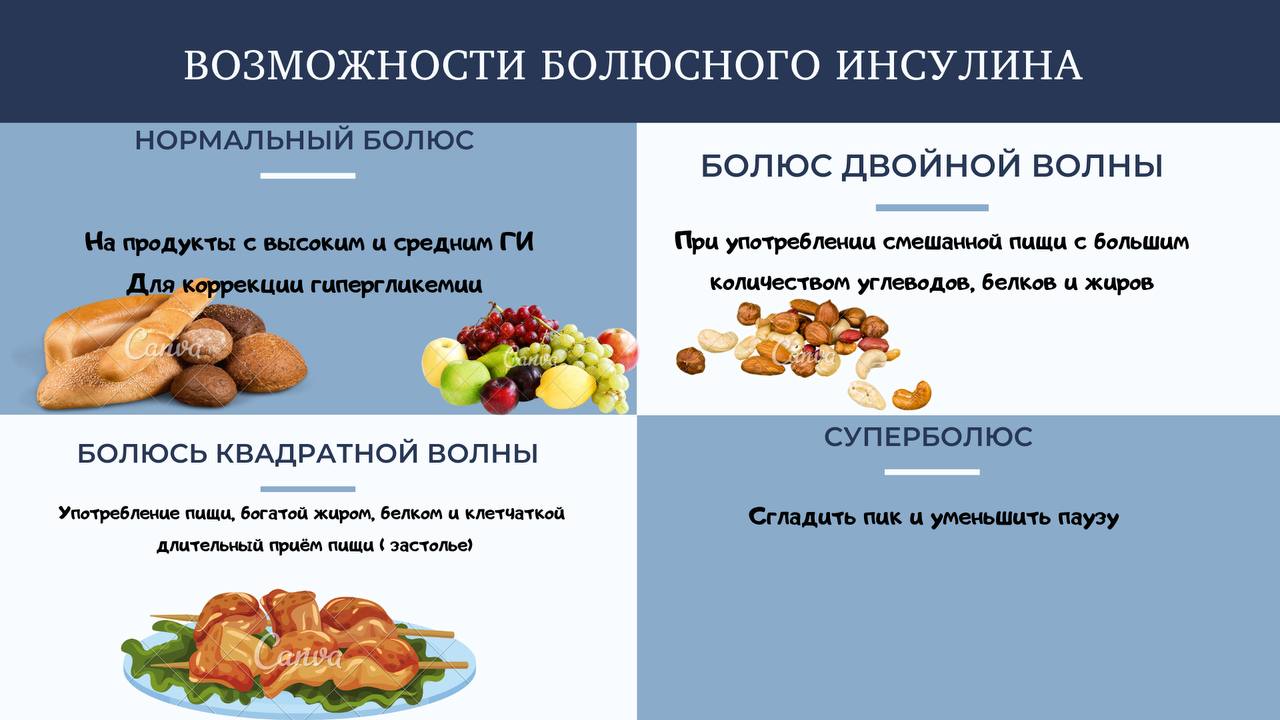 ВОЗМОЖНОСТИ БОЛЮСНОГО ИНСУЛИНА
НОРМАЛЬНЫЙ БОЛЮС
На продукты с высоким и средним ГИ
Для коррекции гипергликемии
Canva
Canva
БОЛЮС ДВОЙНОЙ ВОЛНЫ
При употреблении смешанной пищи с большим
количеством углеводов, белков и жиров
Canva
БОЛЮСЬ КВАДРАТНОЙ ВОЛНЫ
Употребление пищи, богатой жиром, белком и клетчаткой
длительный приём пищи ( застолье)
Canva
СУПЕРБОЛЮС
Сгладить пик и уменьшить паузу